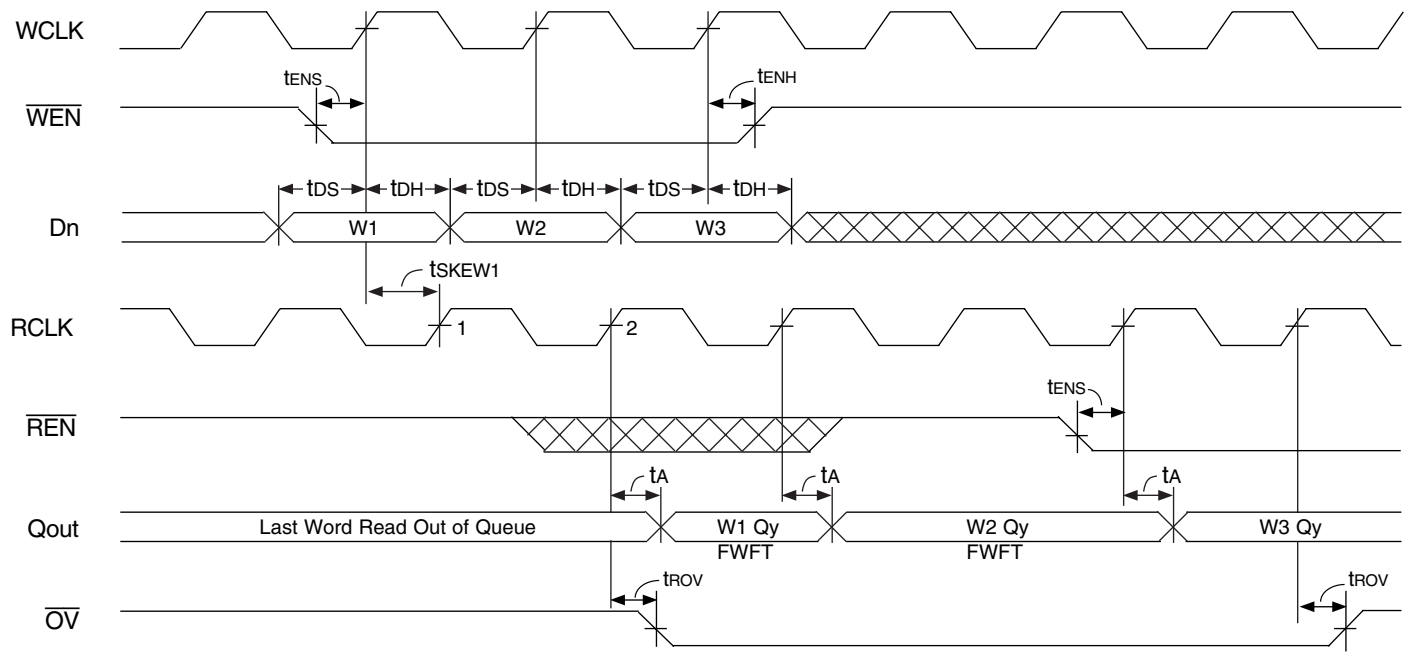 WCLK
tENS
tENH
WEN
tDS tDH tDS tDH tDS tDH
Dn W1 W2 W3
tSKEW1
RCLK 1 2
tENS
REN
tA tA tA
Qout Last Word Read Out of Queue W1 Qy W2 Qy W3 Qy
FWFT FWFT
tROV tROV
OV